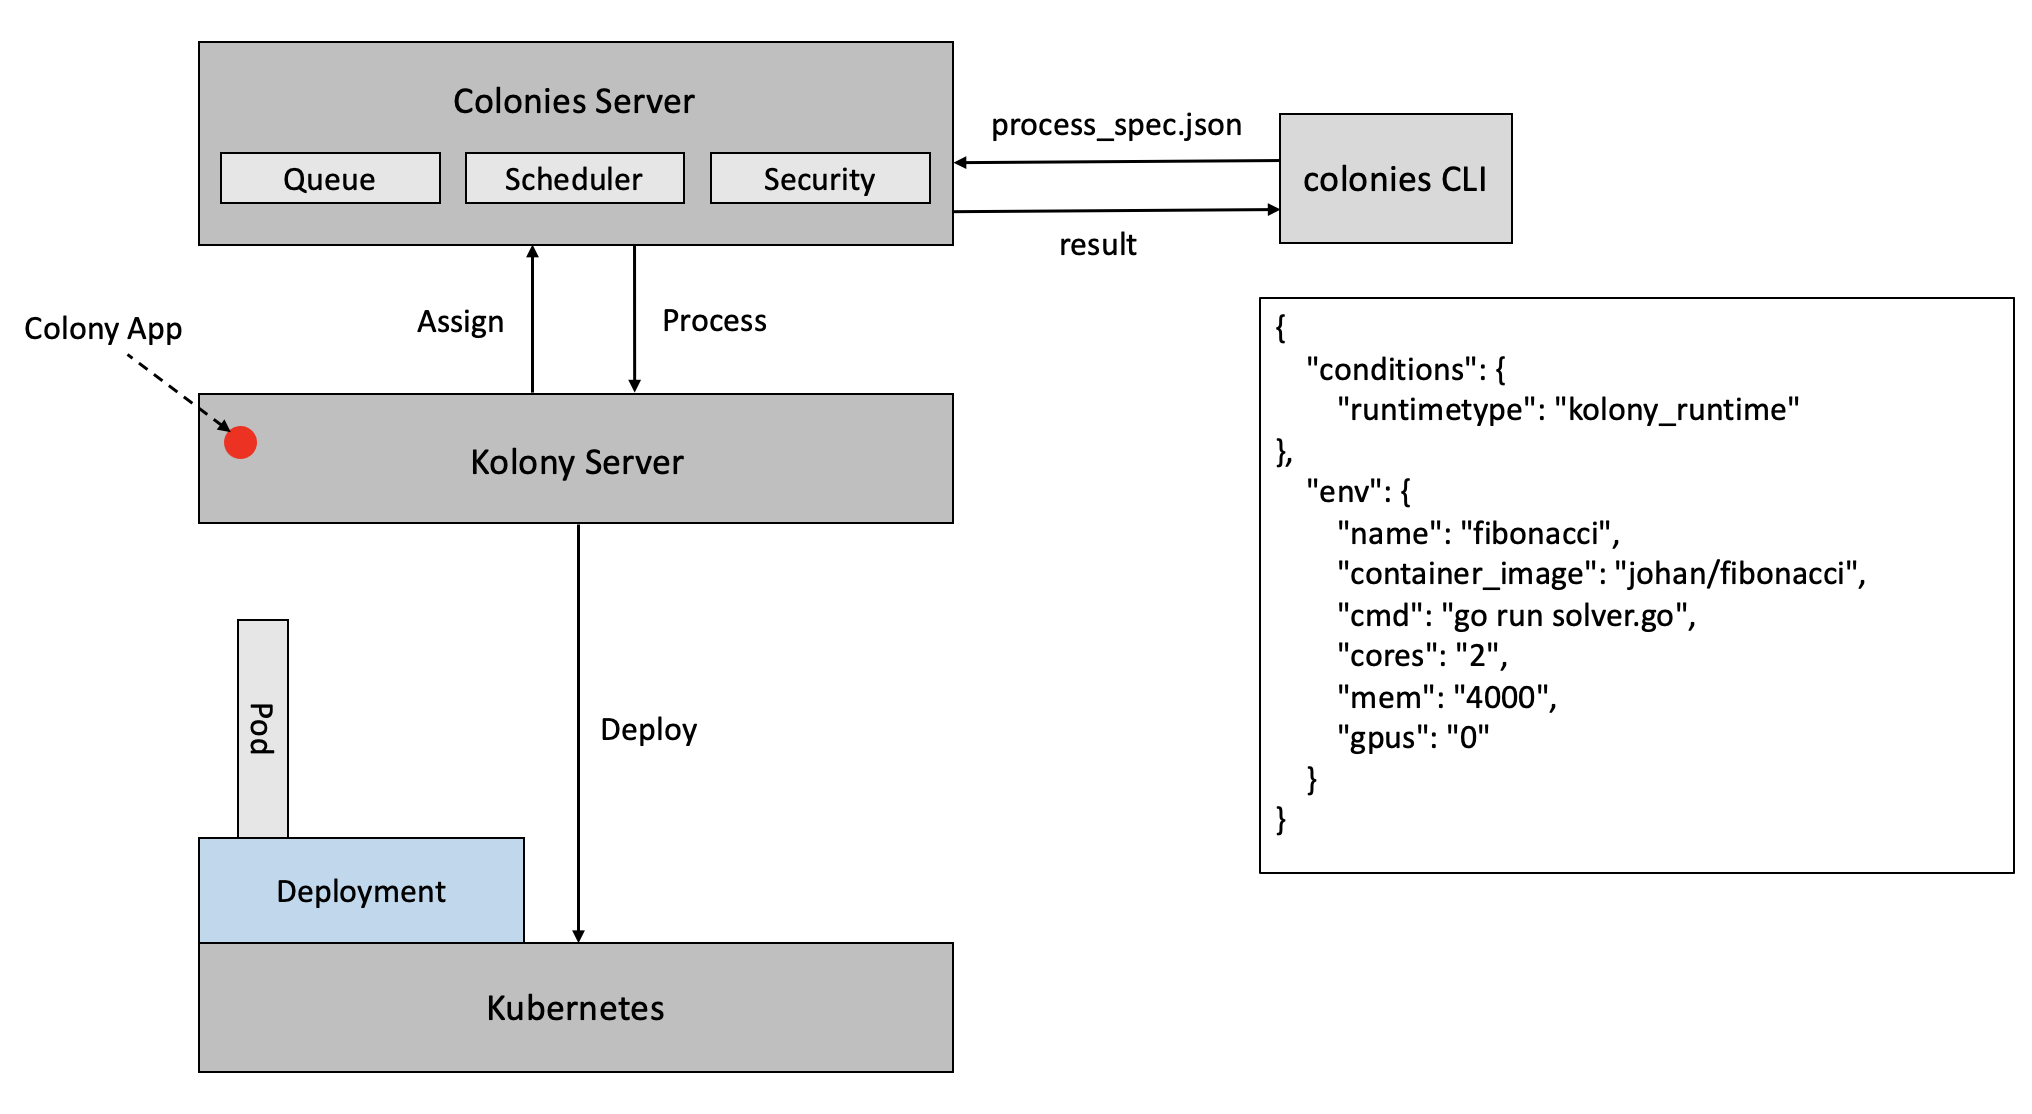 Colonies Server
Queue
Scheduler
Security
process_spec.json
result
colonies CLI
Colony App
Assign
Process
Kolony Server
Deploy
Pod
Deployment
Kubernetes
{
"conditions": {
"runtimetype": "kolony_runtime"
},
"env": {
"name": "fibonacci",
"container_image": "johan/fibonacci",
"cmd": "go run solver.go",
"cores": "2",
"mem": "4000",
"gpus": "0"
}
}